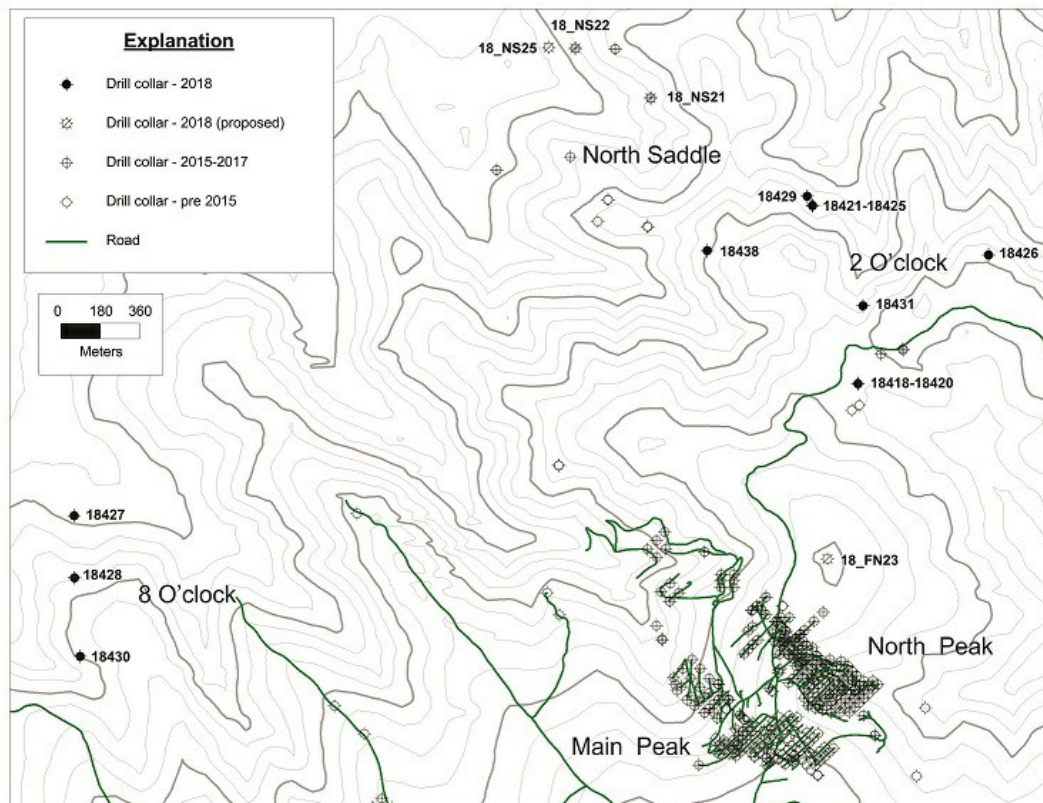 Explanation
Drill collar - 2018
Drill collar - 2018 (proposed)
Drill collar - 2015-2017
Drill collar - pre 2015
Road
0 180 360
Meters
18_NS22
18_NS25
18_NS21
North Saddle
18429
18421-18425
18438
2 O'clock
18426
18431
18418-18420
18427
18_FN23
18428
8 O'clock
North Peak
18430
Main Peak